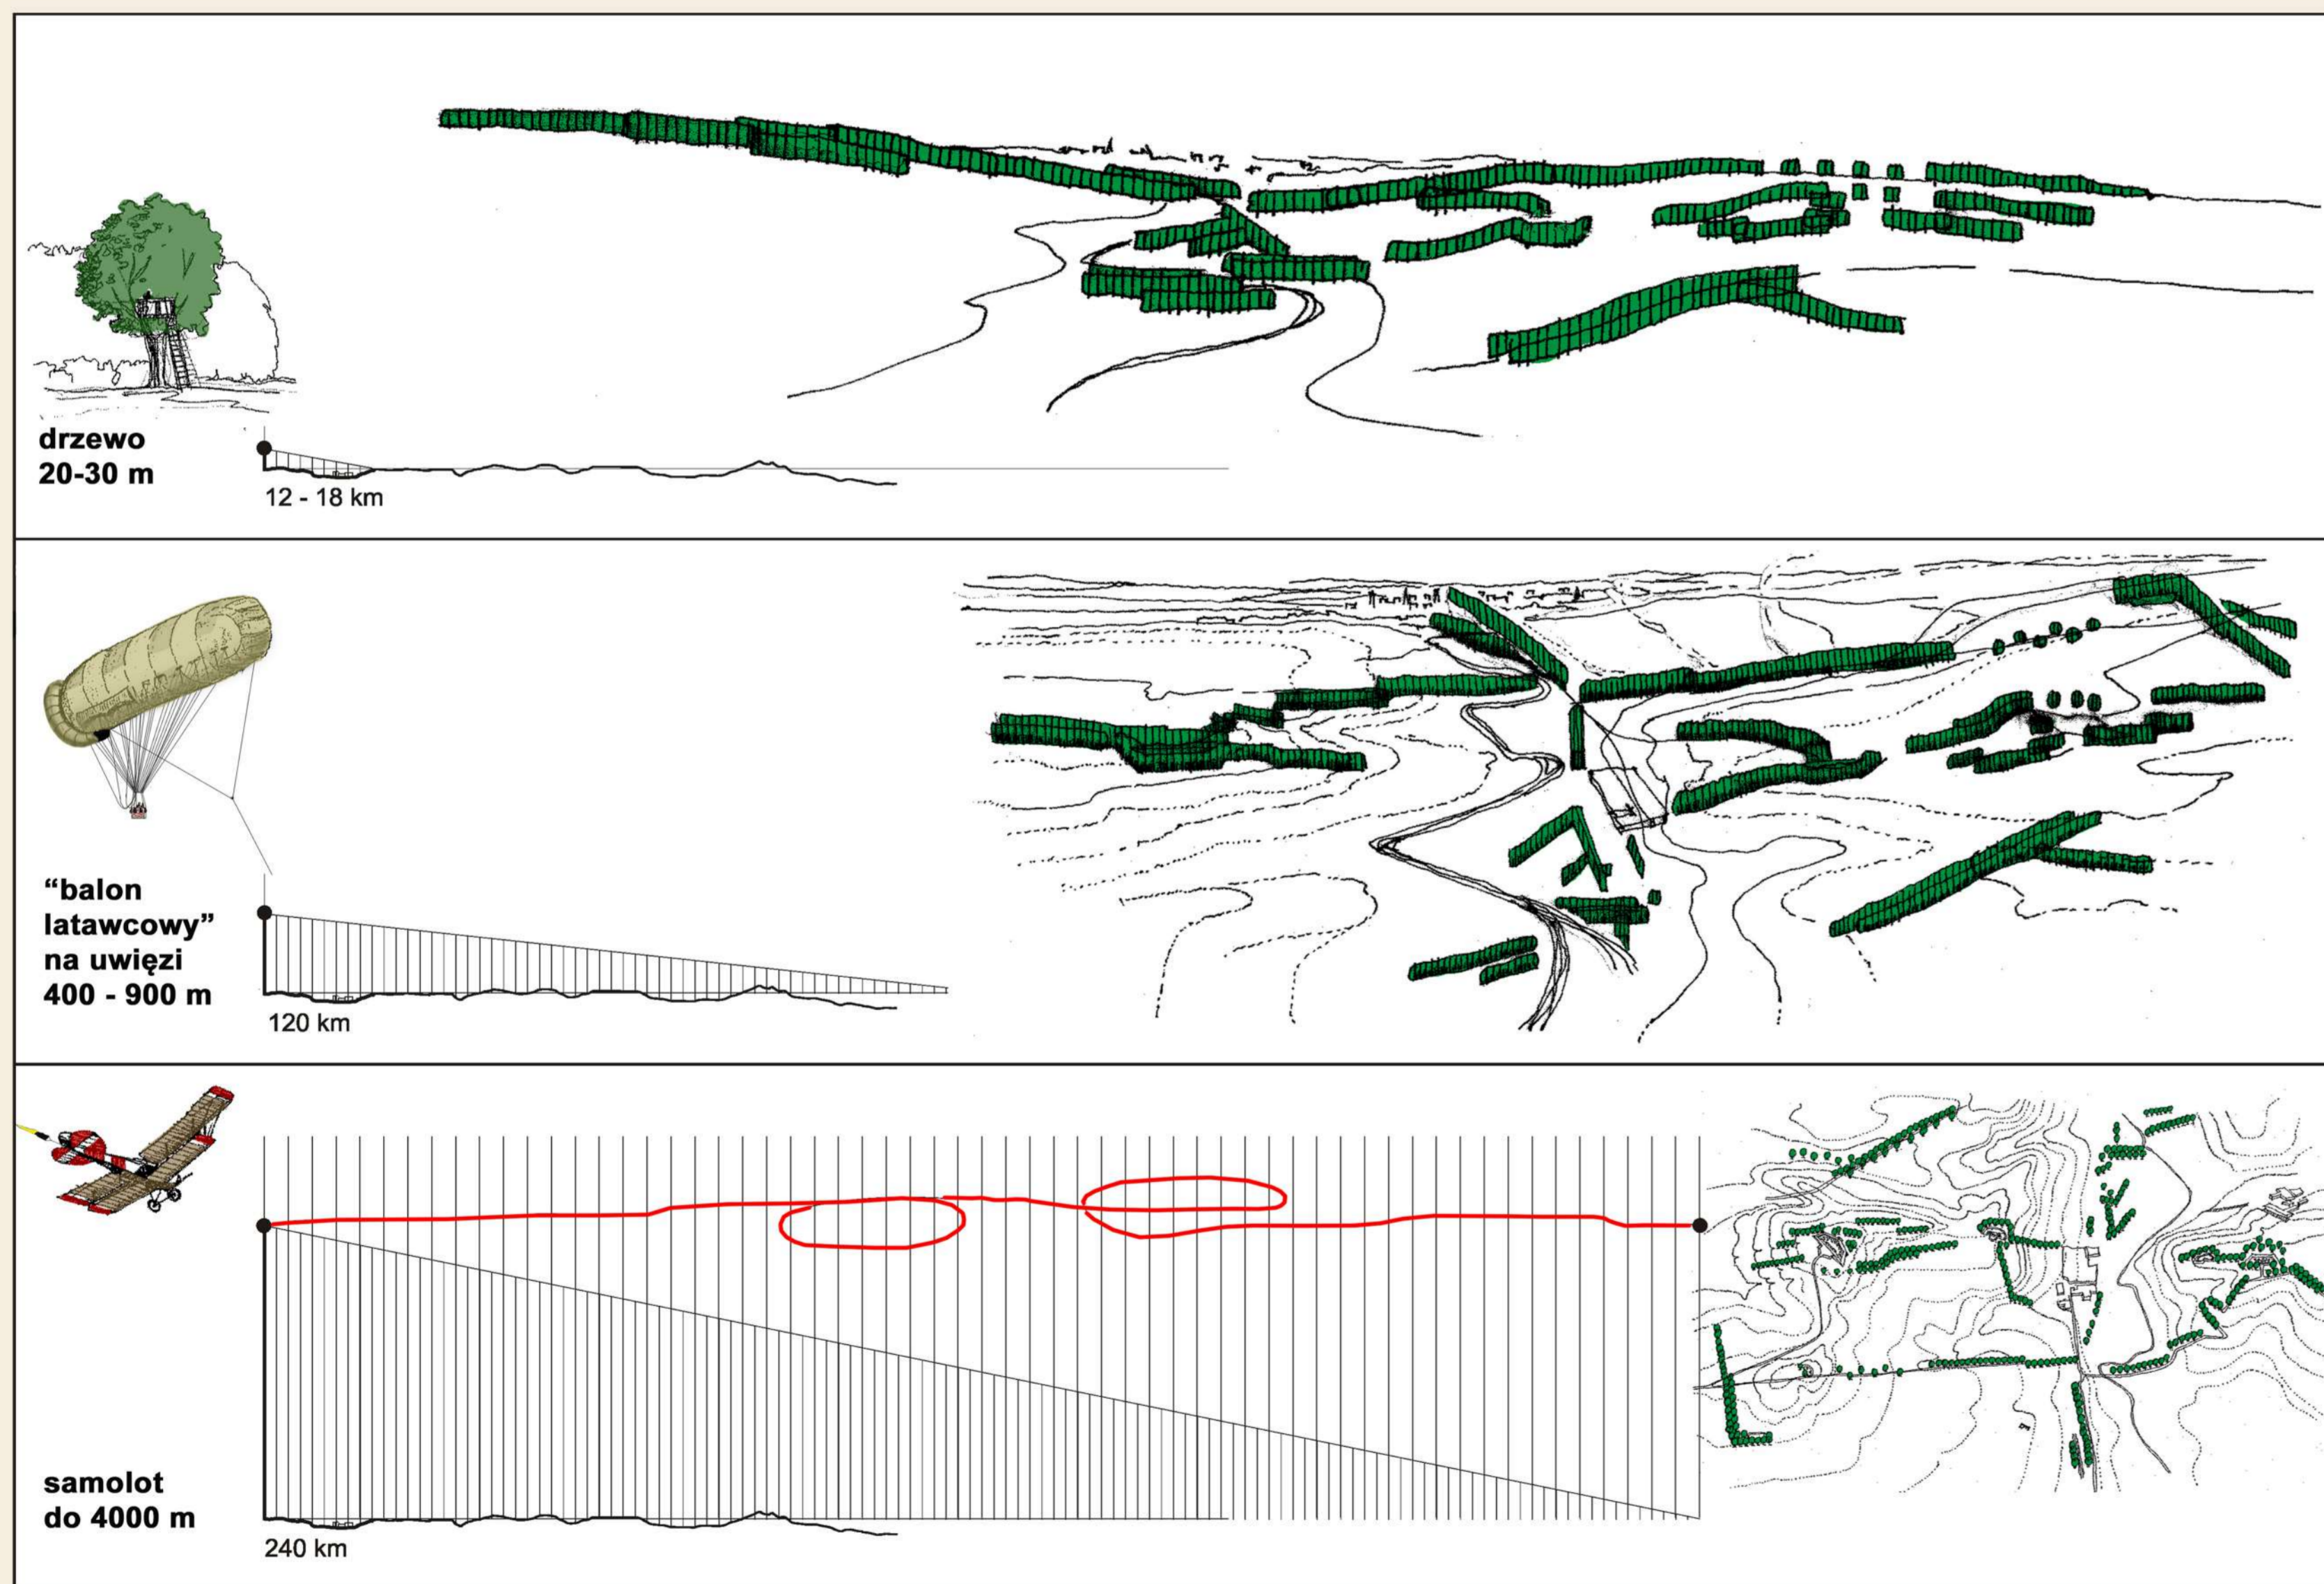 drzewo
20-30 m
12 - 18 km
“balon
latawcowy”
na uwięzi
400 - 900 m
120 km
samolot
do 4000 m
240 km